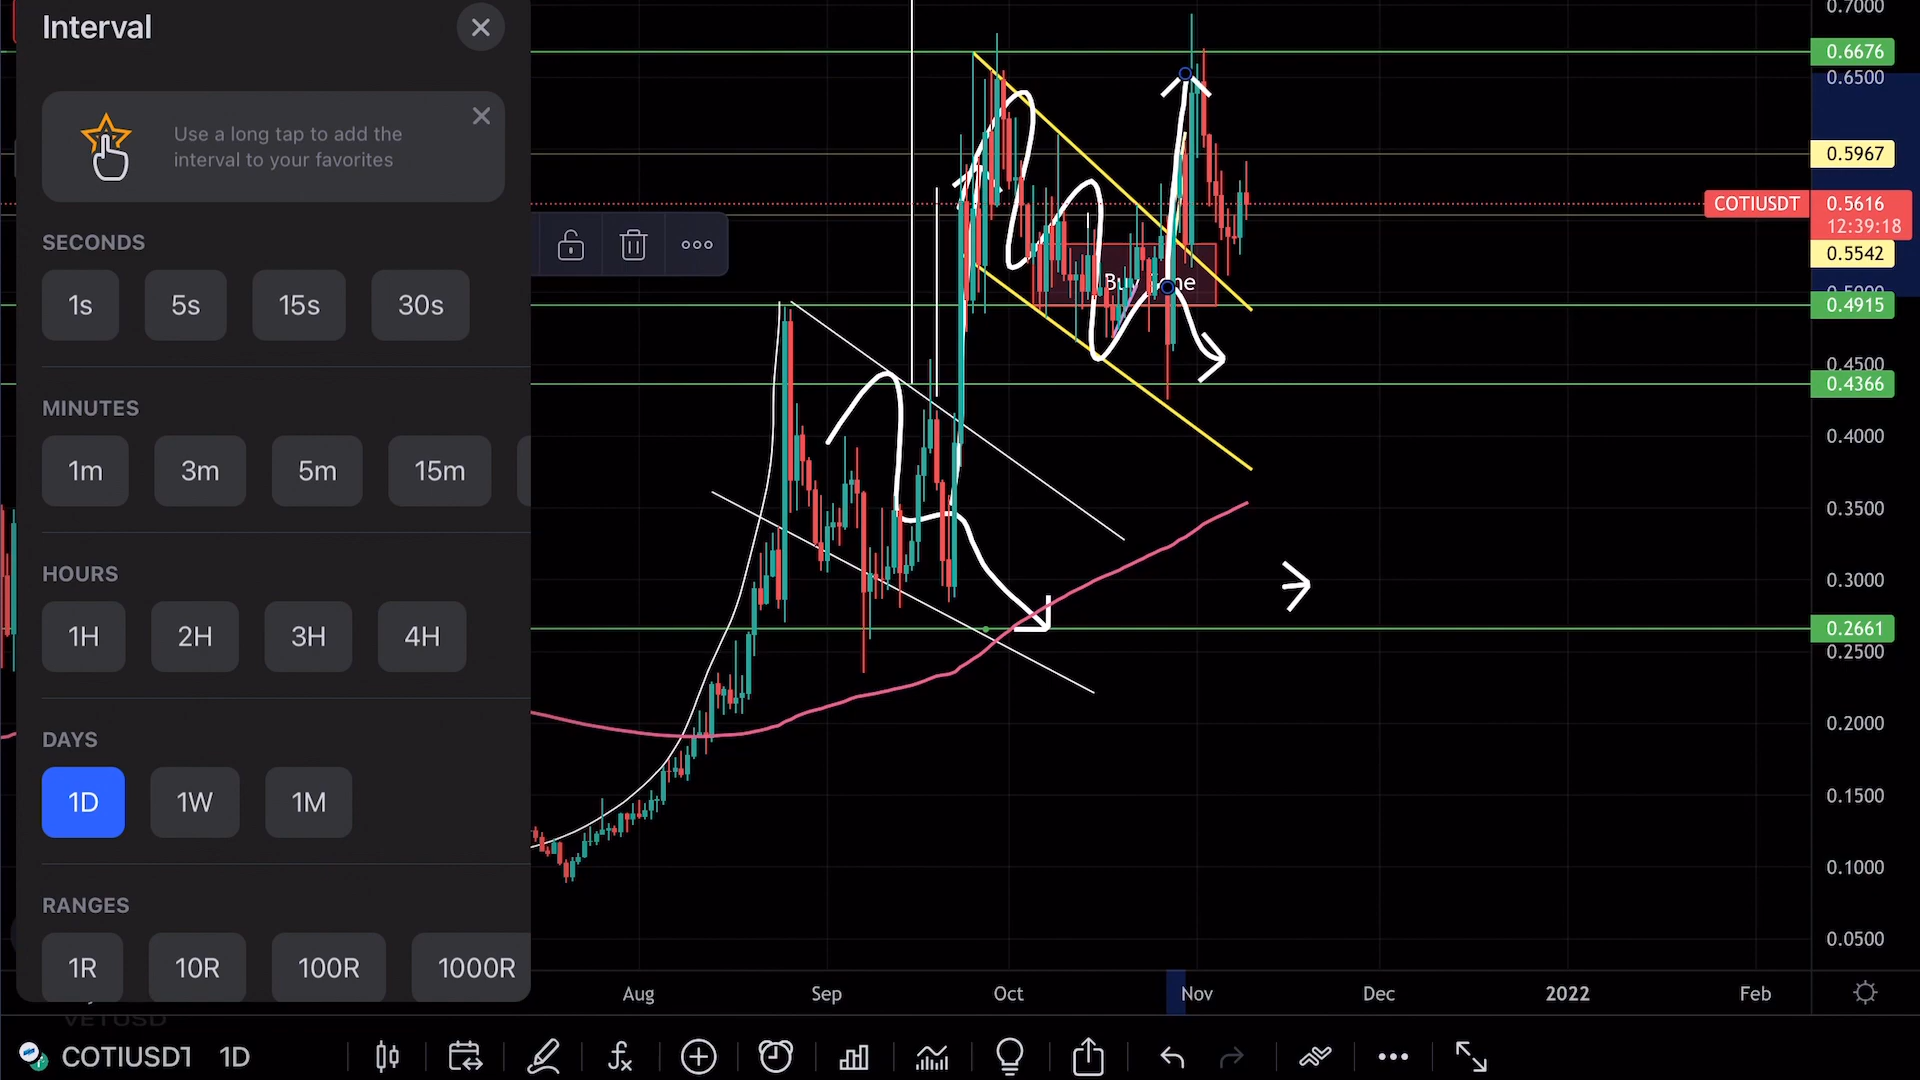 Interval
Use a long tap to add the
interval to your favorites
SECONDS
1s 5s 15s 30s
MINUTES
1m 3m 5m 15m
HOURS
1H 2H 3H 4H
DAYS
1D 1W 1M
RANGES
1R 10R 100R 1000R
VETUSD
COTIUSDT 1D
0.7000
0.6676
0.6500
0.5967
COTIUSDT 0.5616
12:39:18
0.5542
0.4915
0.4500
0.4366
0.4000
0.3500
0.3000
0.2661
0.2500
0.2000
0.1500
0.1000
0.0500
Aug Sep Oct Nov Dec 2022 Feb